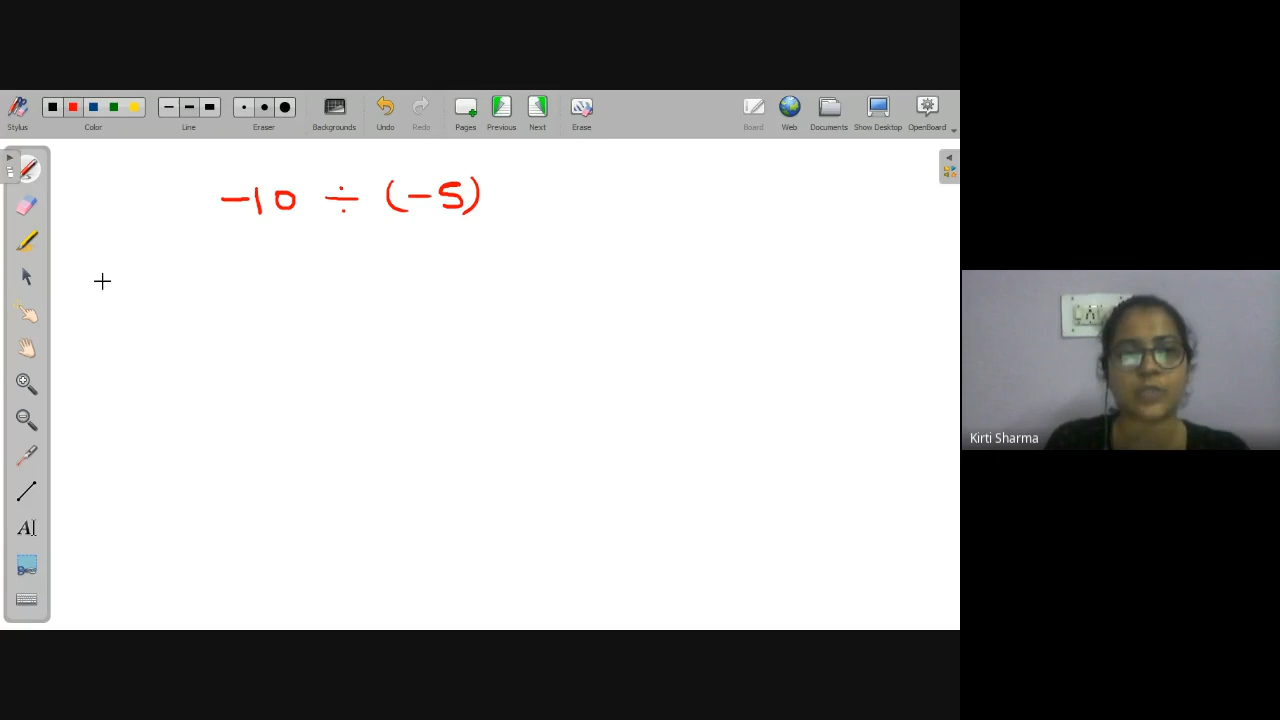 Stylus Color Line Eraser Backgrounds Undo Redo Pages Previous Next Erase Board Web Documents Show Desktop OpenBoard
-10 ÷ (-5)
Kirti Sharma